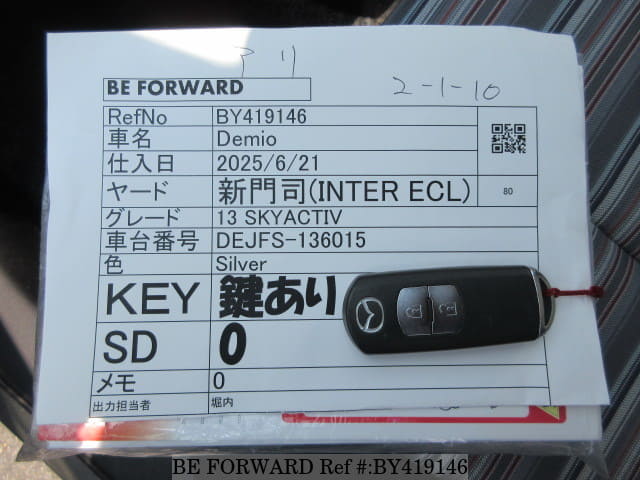 アリ
BE FORWARD
2-1-10
RefNo BY419146
車名 Demio
仕入日 2025/6/21
ヤード 新門司(INTER ECL) 80
グレード 13 SKYACTIV
車台番号 DEJFS-136015
色 Silver
KEY 鍵あり
SD 0
メモ 0
出力担当者 堀内
BE FORWARD Ref #:BY419146